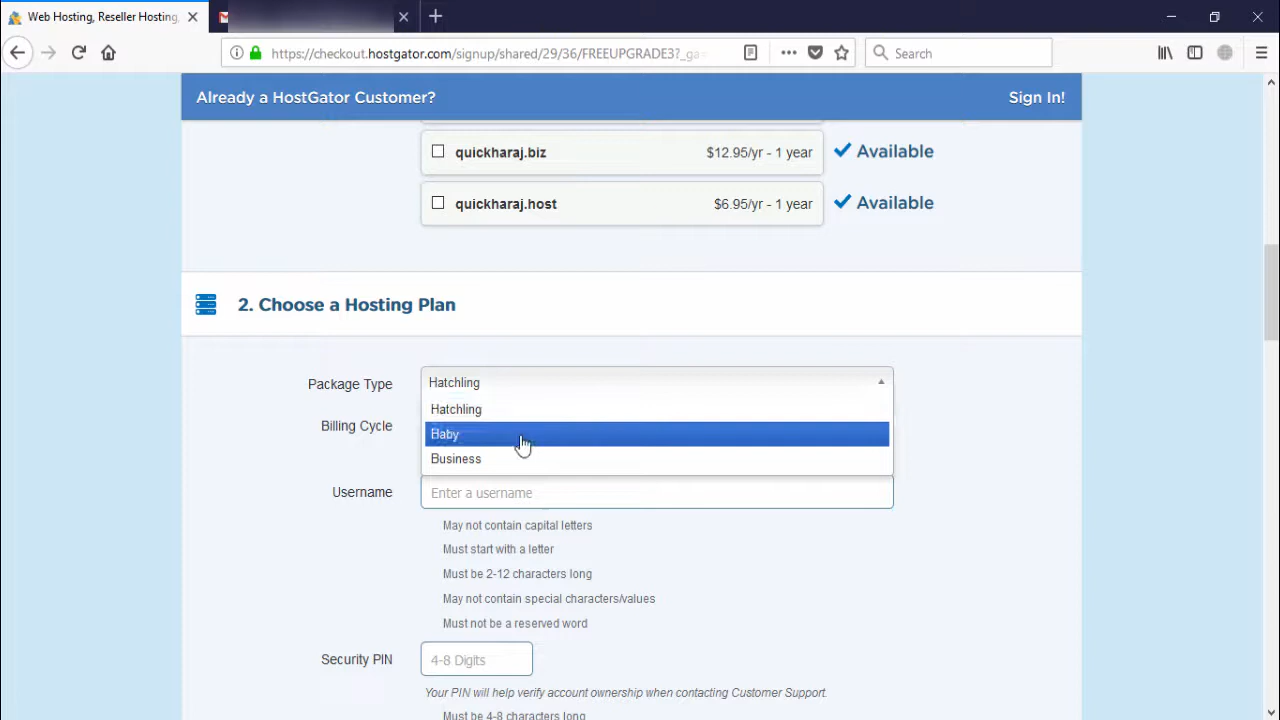 Web Hosting, Reseller Hosting,
https://checkout.hostgator.com/signup/shared/29/36/FREEUPGRADE3?_ga
Search
Already a HostGator Customer?
Sign In!
quickharaj.biz
$12.95/yr - 1 year
Available
quickharaj.host
$6.95/yr - 1 year
Available
2. Choose a Hosting Plan
Package Type
Hatchling
Hatchling
Billing Cycle
Baby
Business
Username
Enter a username
May not contain capital letters
Must start with a letter
Must be 2-12 characters long
May not contain special characters/values
Must not be a reserved word
Security PIN
4-8 Digits
Your PIN will help verify account ownership when contacting Customer Support.
Must be 4-8 characters long